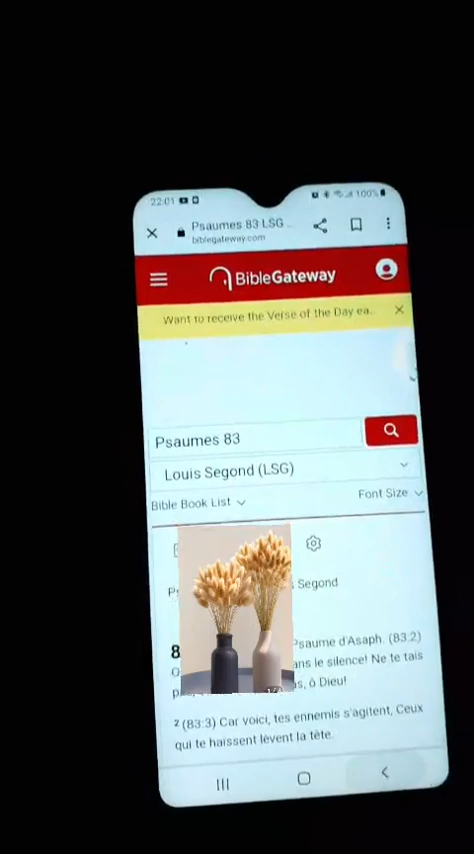 22:01
100%
Psaumes 83 LSG ...
biblegateway.com
BibleGateway
Want to receive the Verse of the Day ea...
Psaumes 83
Louis Segond (LSG)
Bible Book List
Font Size
Segond
8 Psaume d'Asaph. (83:2)
ans le silence! Ne te tais
ô Dieu!
2 (83:3) Car voici, tes ennemis s'agitent, Ceux
qui te haïssent lèvent la tête.